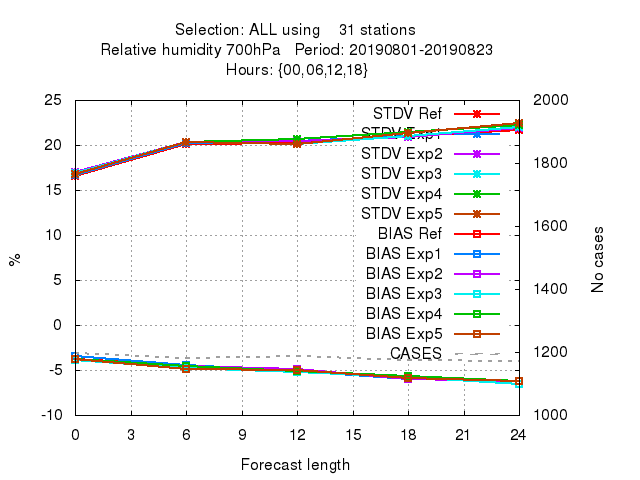 Selection: ALL using 31 stations
Relative humidity 700hPa Period: 20190801-20190823
Hours: {00,06,12,18}
25
20
15
10
5
0
-5
-10
%
2000
1800
1600
1400
1200
1000
No cases
STDV Ref
STDV Exp1
STDV Exp2
STDV Exp3
STDV Exp4
STDV Exp5
BIAS Ref
BIAS Exp1
BIAS Exp2
BIAS Exp3
BIAS Exp4
BIAS Exp5
CASES
0 3 6 9 12 15 18 21 24
Forecast length